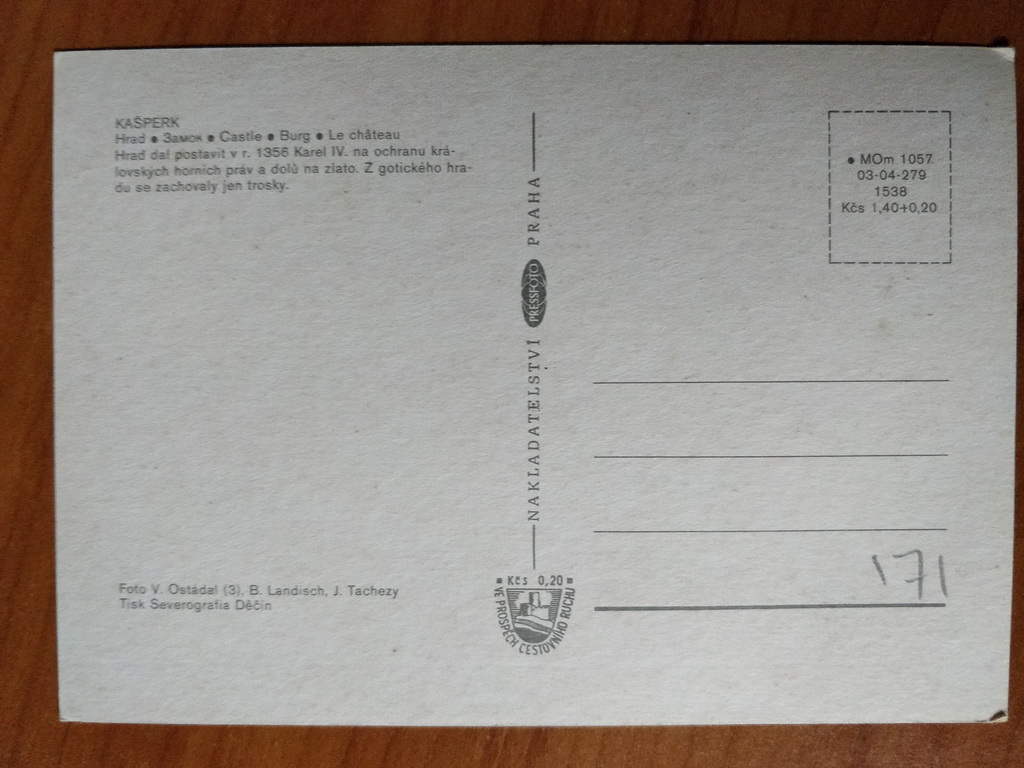 KAŠPERK
Hrad ● Замок ● Castle ● Burg ● Le château
Hrad dal postavit v r. 1356 Karel IV. na ochranu krá-
lovských horních práv a dolů na zlato. Z gotického hra-
du se zachovaly jen trosky.
Foto V. Ostádal (3), B. Landisch, J. Tachezy
Tisk Severografia Děčín
NAKLADATELSTVÍ PRESSFOTO PRAHA
▪ Kčs 0,20 ▪
VE PROSPĚCH CESTOVNÍHO RUCHU
● MOm 1057
03-04-279
1538
Kčs 1,40+0,20
171